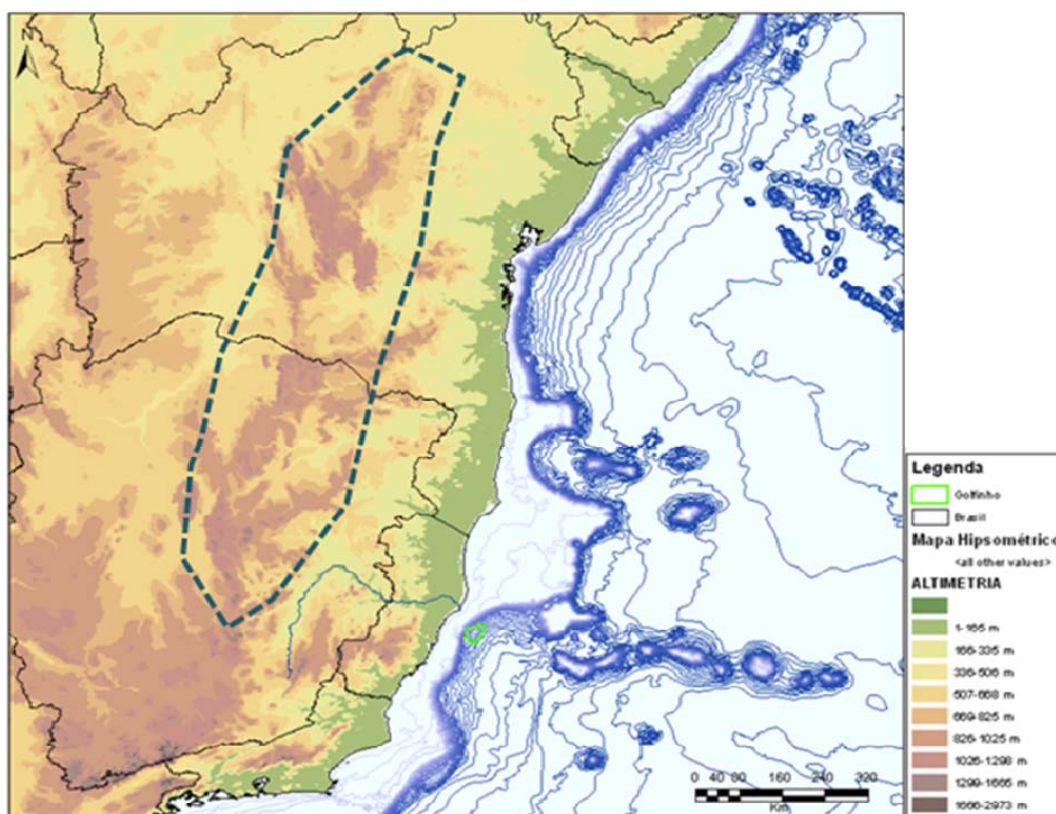 N
Legenda
Golfinho
Brasil
Mapa Hipsométrico
<all other values>
ALTIMETRIA
1-165 m
166-335 m
336-506 m
507-668 m
669-825 m
826-1025 m
1026-1298 m
1299-1665 m
1666-2973 m
0 40 80 160 240 320
Km